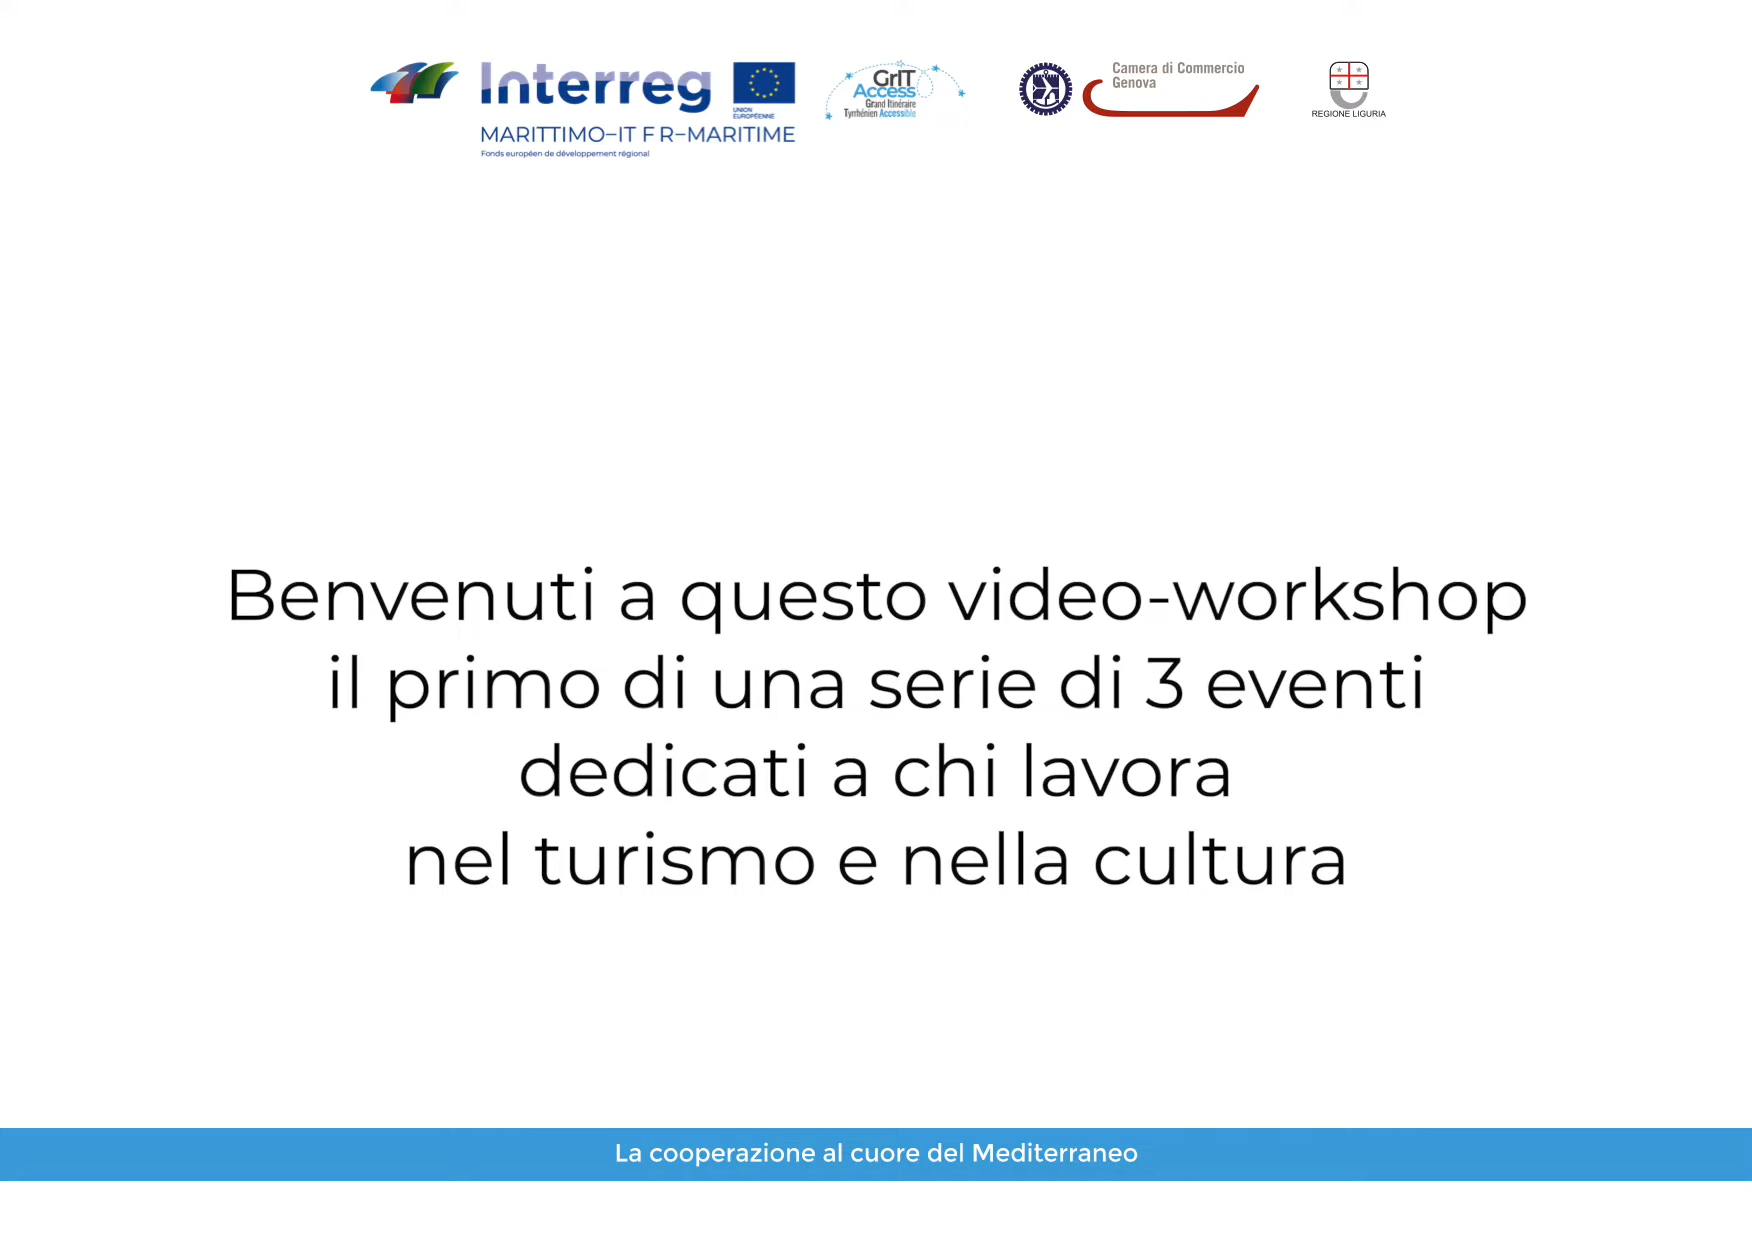 Interreg
UNION
EUROPÉENNE
MARITTIMO-IT FR-MARITIME
Fonds européen de développement régional
GrIT
Access
Grand Itinéraire
Tyrrhénien Accessible
Camera di Commercio
Genova
REGIONE LIGURIA
Benvenuti a questo video-workshop
il primo di una serie di 3 eventi
dedicati a chi lavora
nel turismo e nella cultura
La cooperazione al cuore del Mediterraneo